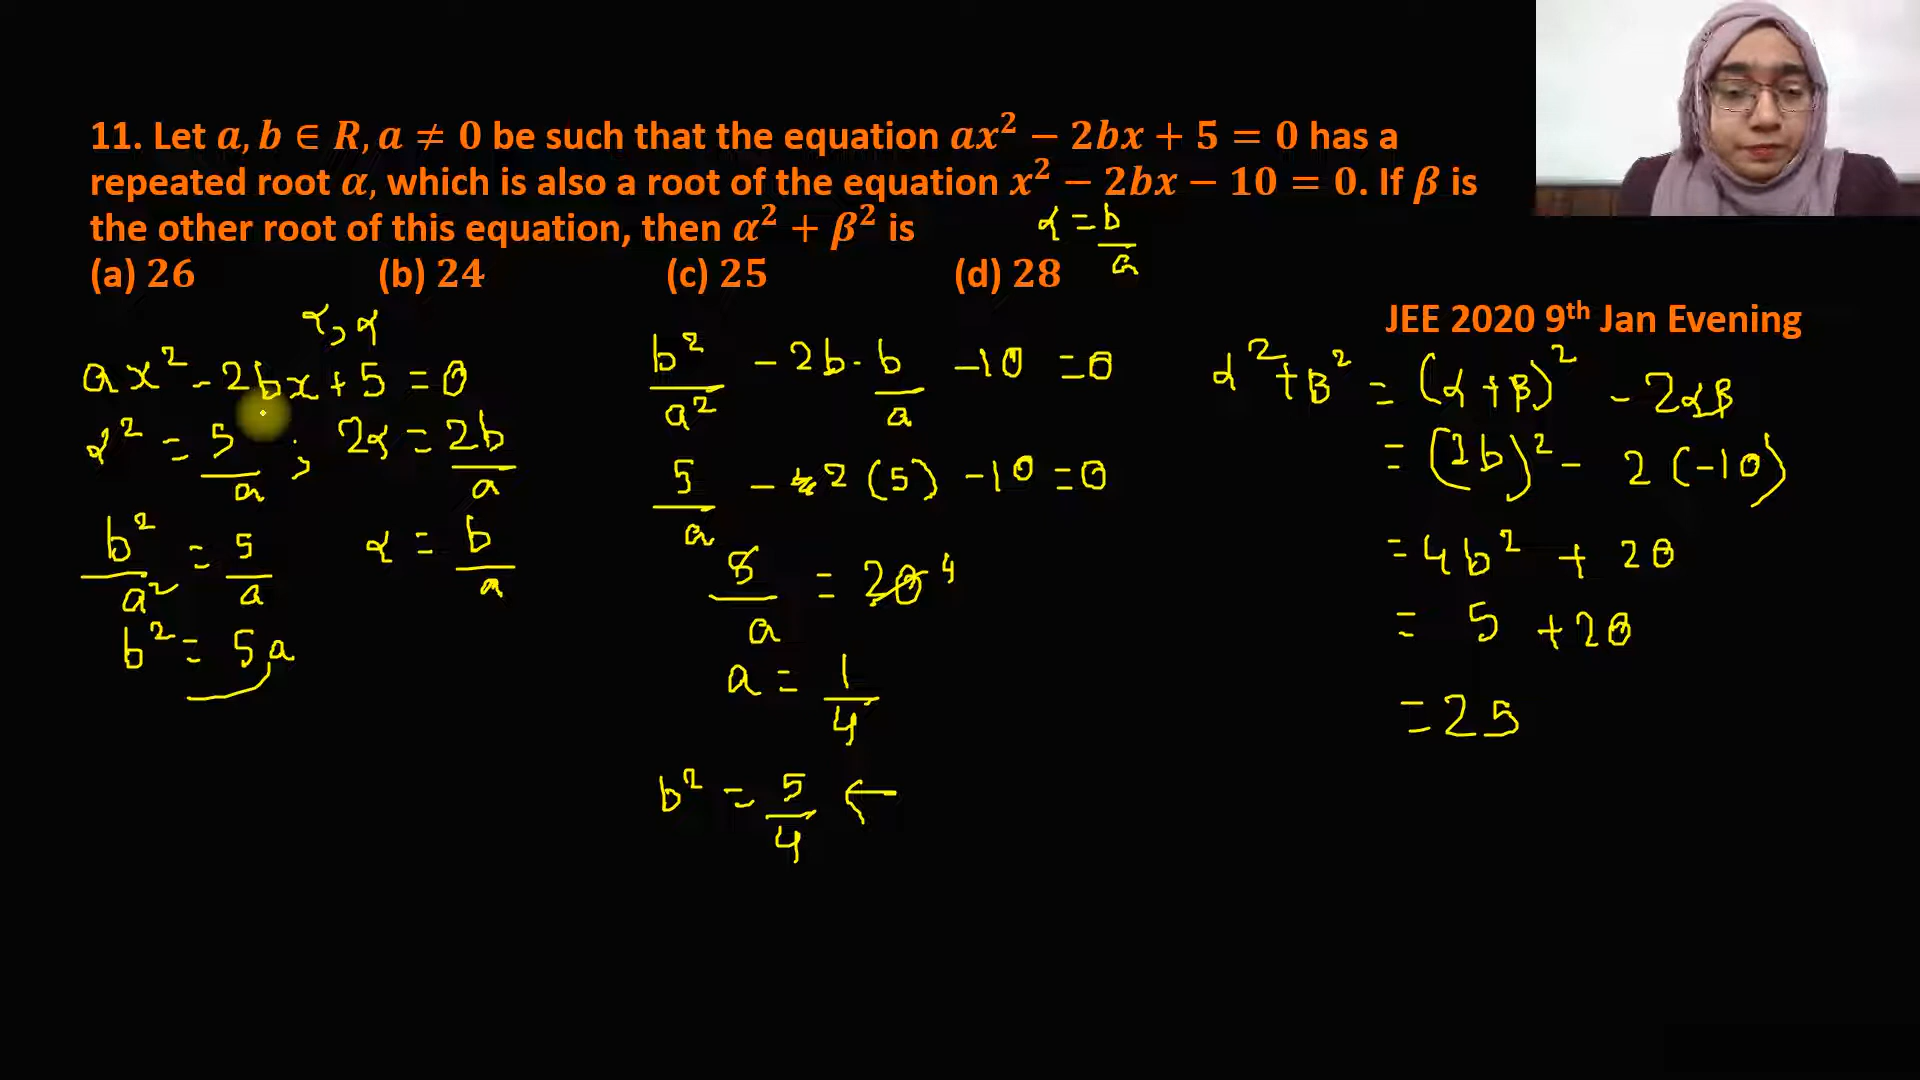 11. Let a, b ∈ R, a ≠ 0 be such that the equation ax² − 2bx + 5 = 0 has a
repeated root α, which is also a root of the equation x² − 2bx − 10 = 0. If β is
the other root of this equation, then α² + β² is
(a) 26 (b) 24 (c) 25 (d) 28
α = b/a
JEE 2020 9th Jan Evening
α, α
ax² - 2bx + 5 = 0
α² = 5/a ; 2α = 2b/a
b²/a² = 5/a α = b/a
b² = 5a
b²/a² - 2b · b/a - 10 = 0
5/a - 2(5) - 10 = 0
5/a = 20 4
a = 1/4
b² = 5/4 ←
α² + β² = (α + β)² - 2αβ
= (2b)² - 2(-10)
= 4b² + 20
= 5 + 20
= 25